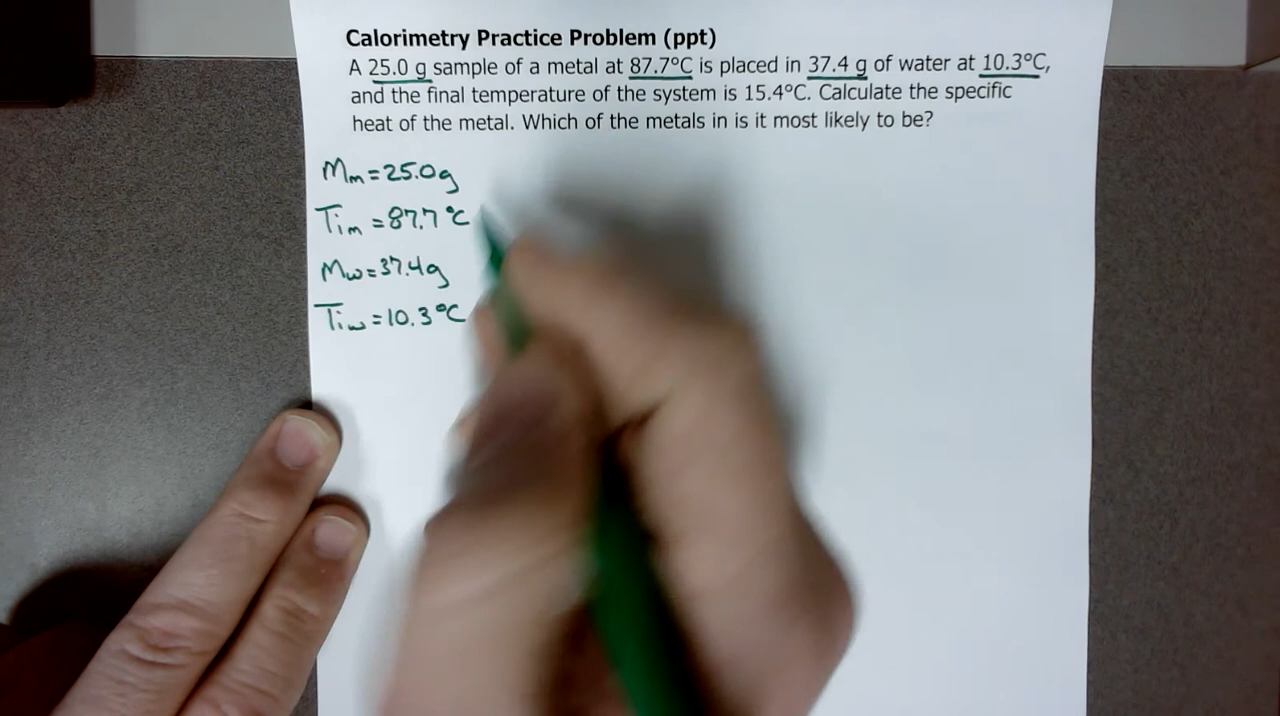 Calorimetry Practice Problem (ppt)
A 25.0 g sample of a metal at 87.7°C is placed in 37.4 g of water at 10.3°C,
and the final temperature of the system is 15.4°C. Calculate the specific
heat of the metal. Which of the metals in is it most likely to be?
Mm=25.0g
Tim=87.7°C
Mw=37.4g
Tiw=10.3°C